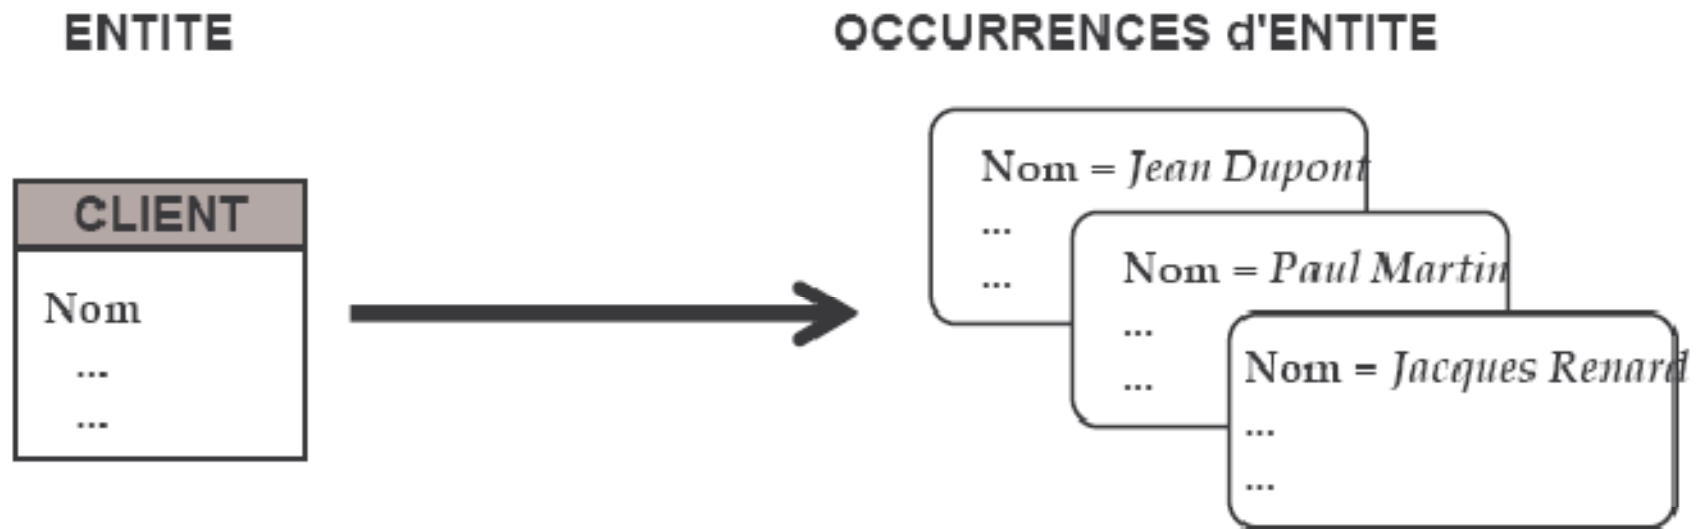 ENTITE
OCCURRENCES d'ENTITE
CLIENT
Nom
...
...
Nom = Jean Dupont
...
...
Nom = Paul Martin
...
...
Nom = Jacques Renard
...
...